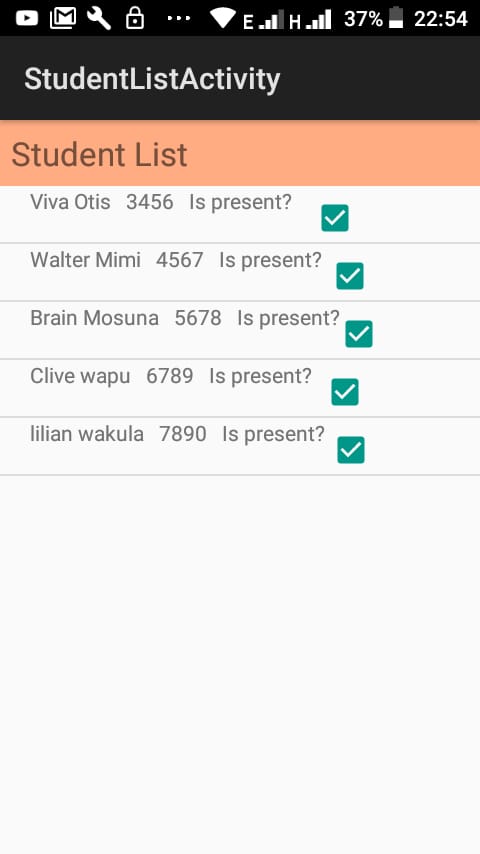 E H 37% 22:54
StudentListActivity
Student List
Viva Otis 3456 Is present?
Walter Mimi 4567 Is present?
Brain Mosuna 5678 Is present?
Clive wapu 6789 Is present?
lilian wakula 7890 Is present?